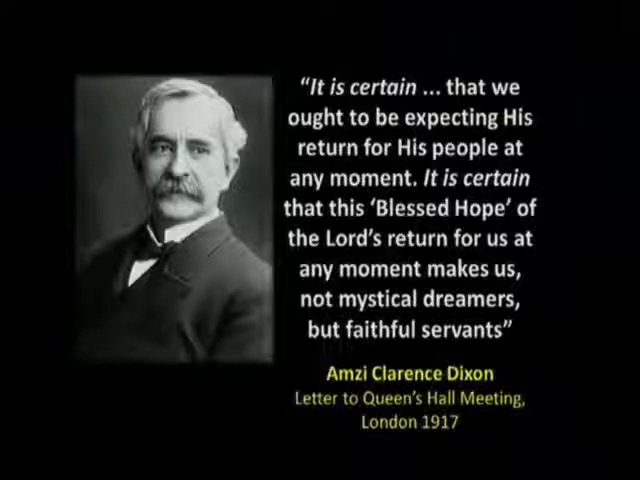 “It is certain ... that we
ought to be expecting His
return for His people at
any moment. It is certain
that this ‘Blessed Hope’ of
the Lord’s return for us at
any moment makes us,
not mystical dreamers,
but faithful servants”
Amzi Clarence Dixon
Letter to Queen’s Hall Meeting,
London 1917